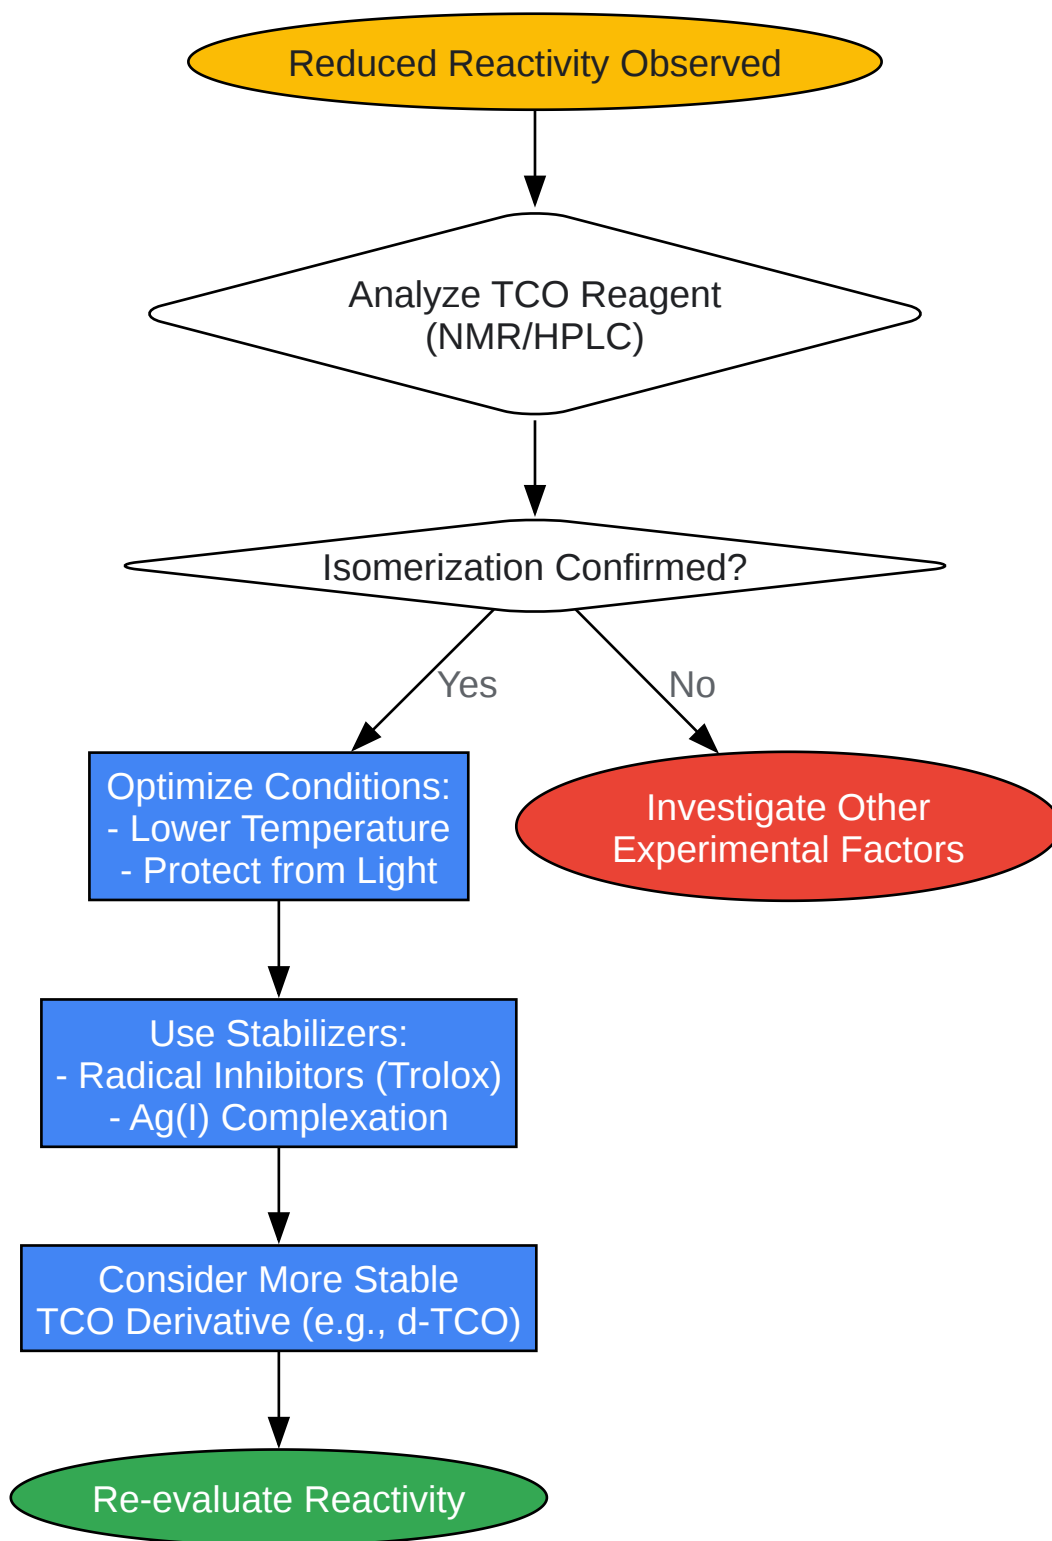 Reduced Reactivity Observed
Analyze TCO Reagent
(NMR/HPLC)
Isomerization Confirmed?
Yes
No
Optimize Conditions:
- Lower Temperature
- Protect from Light
Investigate Other
Experimental Factors
Use Stabilizers:
- Radical Inhibitors (Trolox)
- Ag(I) Complexation
Consider More Stable
TCO Derivative (e.g., d-TCO)
Re-evaluate Reactivity